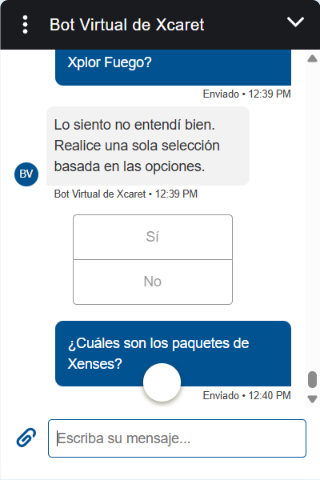 Bot Virtual de Xcaret
Xplor Fuego?
Enviado • 12:39 PM
Lo siento no entendí bien.
Realice una sola selección
basada en las opciones.
BV
Bot Virtual de Xcaret • 12:39 PM
Sí
No
¿Cuáles son los paquetes de
Xenses?
Enviado • 12:40 PM
Escriba su mensaje...